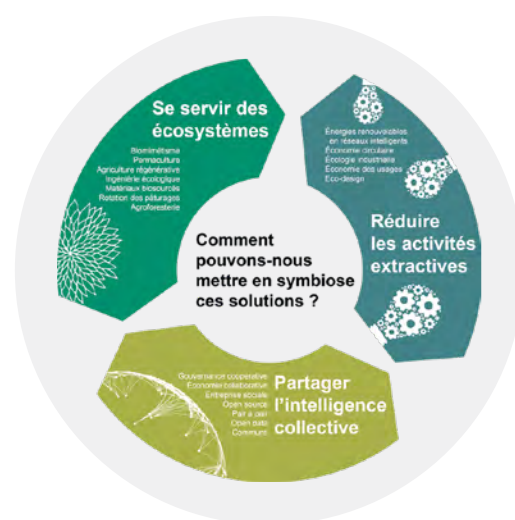 Se servir des
écosystèmes
Biomimétisme
Permaculture
Agriculture régénérative
Ingénierie écologique
Matériaux biosourcés
Rotation des pâturages
Agroforesterie
Énergies renouvelables
en réseaux intelligents
Économie circulaire
Écologie industrielle
Économie des usages
Eco-design
Réduire
les activités
extractives
Comment
pouvons-nous
mettre en symbiose
ces solutions ?
Gouvernance coopérative
Économie collaborative
Entreprise sociale
Open source
Pair à pair
Open data
Communs
Partager
l'intelligence
collective